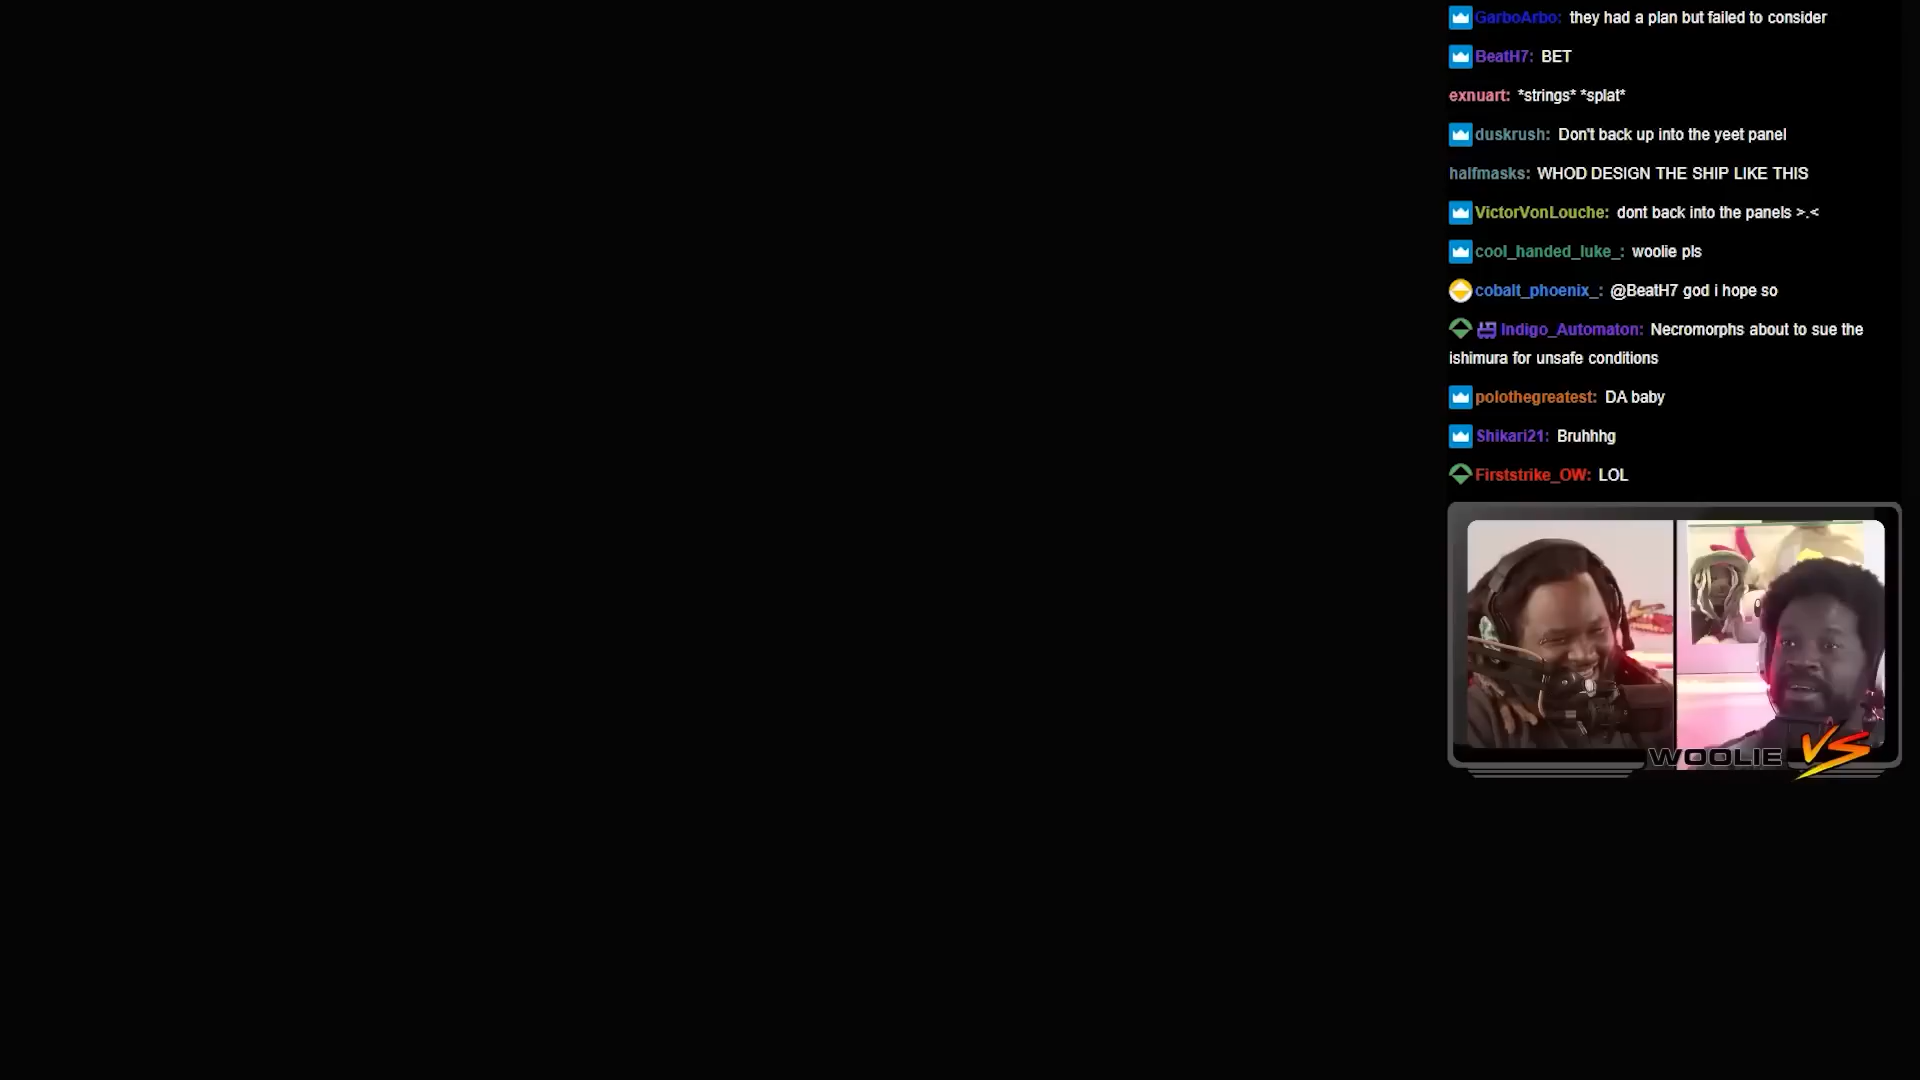 GarboArbo: they had a plan but failed to consider
BeatH7: BET
exnuart: *strings* *splat*
duskrush: Don't back up into the yeet panel
halfmasks: WHOD DESIGN THE SHIP LIKE THIS
VictorVonLouche: dont back into the panels >.<
cool_handed_luke_: woolie pls
cobalt_phoenix_: @BeatH7 god i hope so
Indigo_Automaton: Necromorphs about to sue the
ishimura for unsafe conditions
polothegreatest: DA baby
Shikari21: Bruhhhg
Firststrike_OW: LOL
WOOLIE VS